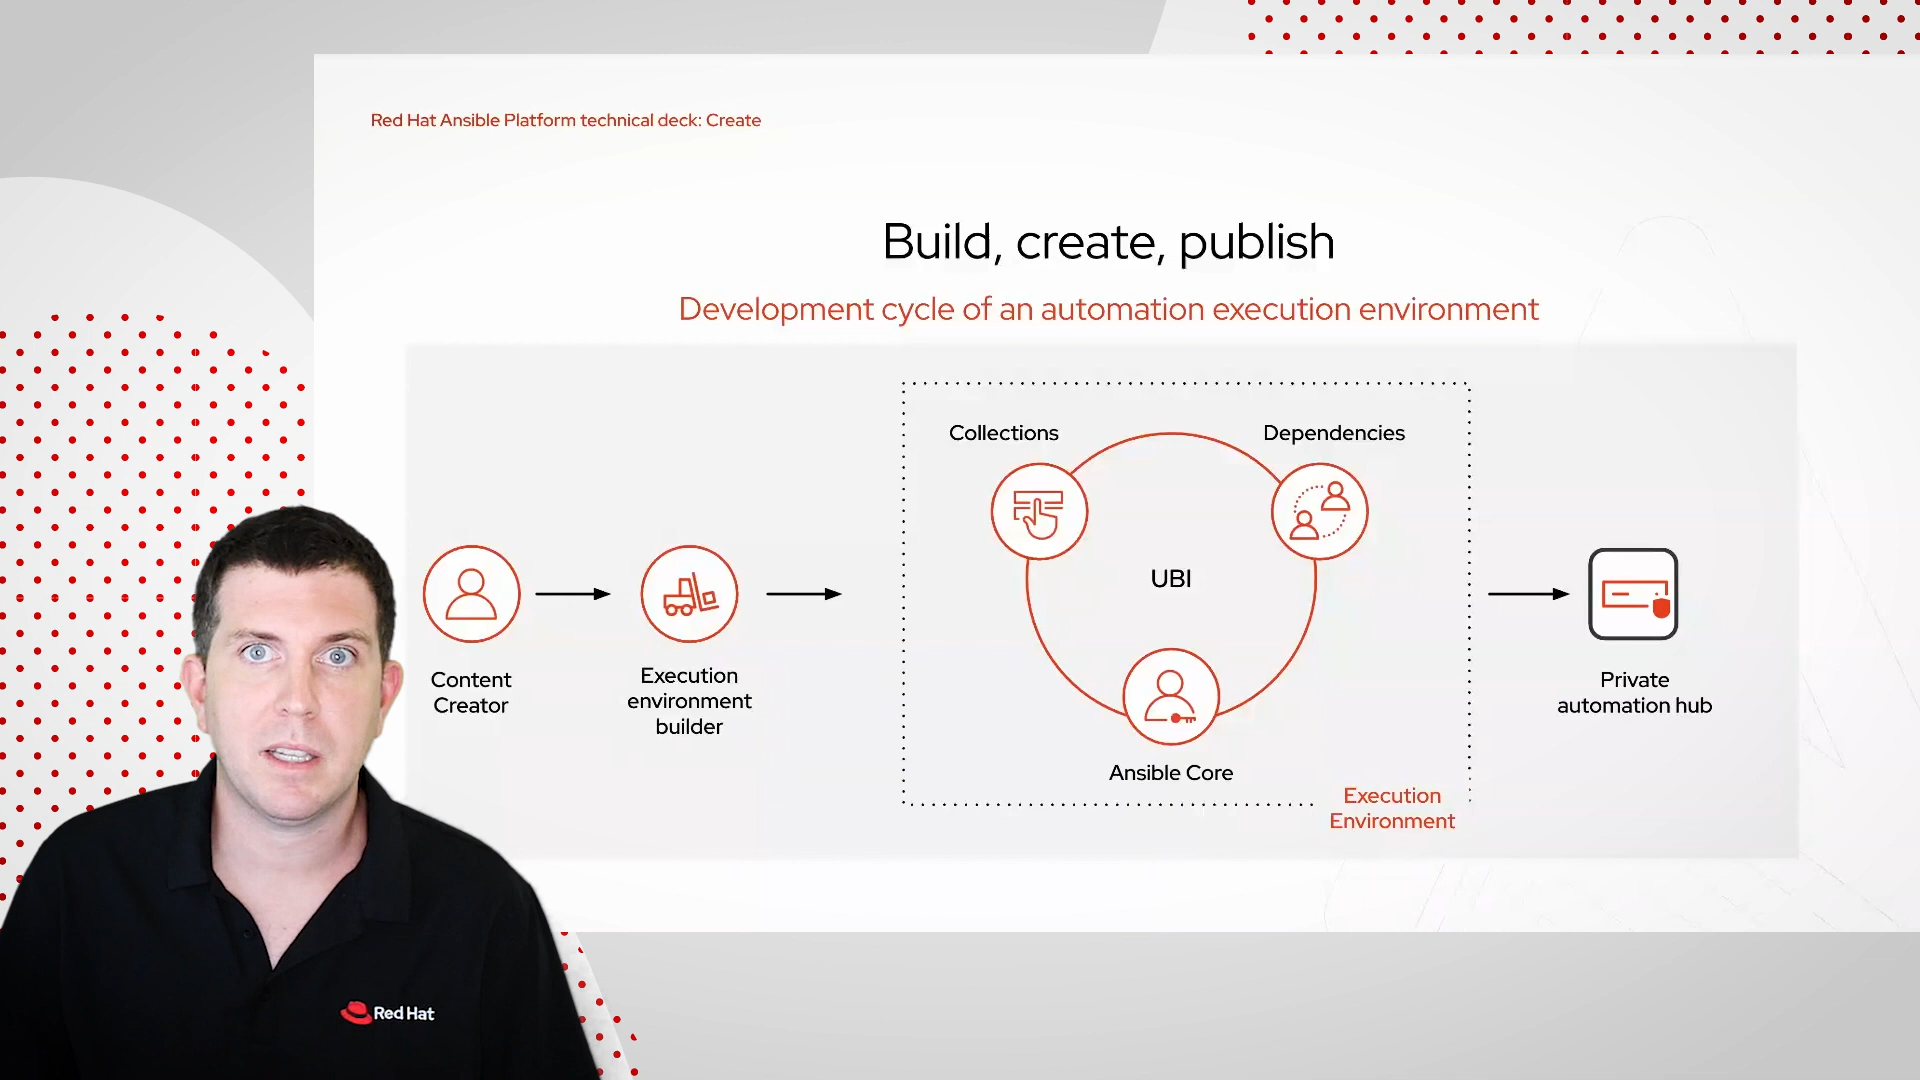 Red Hat Ansible Platform technical deck: Create
Build, create, publish
Development cycle of an automation execution environment
Collections
Dependencies
UBI
Content
Creator
Execution
environment
builder
Private
automation hub
Ansible Core
Execution
Environment
Red Hat